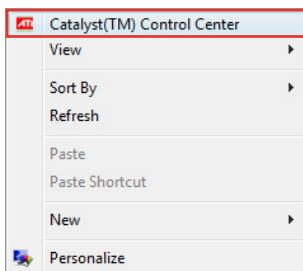 ATI Catalyst(TM) Control Center
View
Sort By
Refresh
Paste
Paste Shortcut
New
Personalize